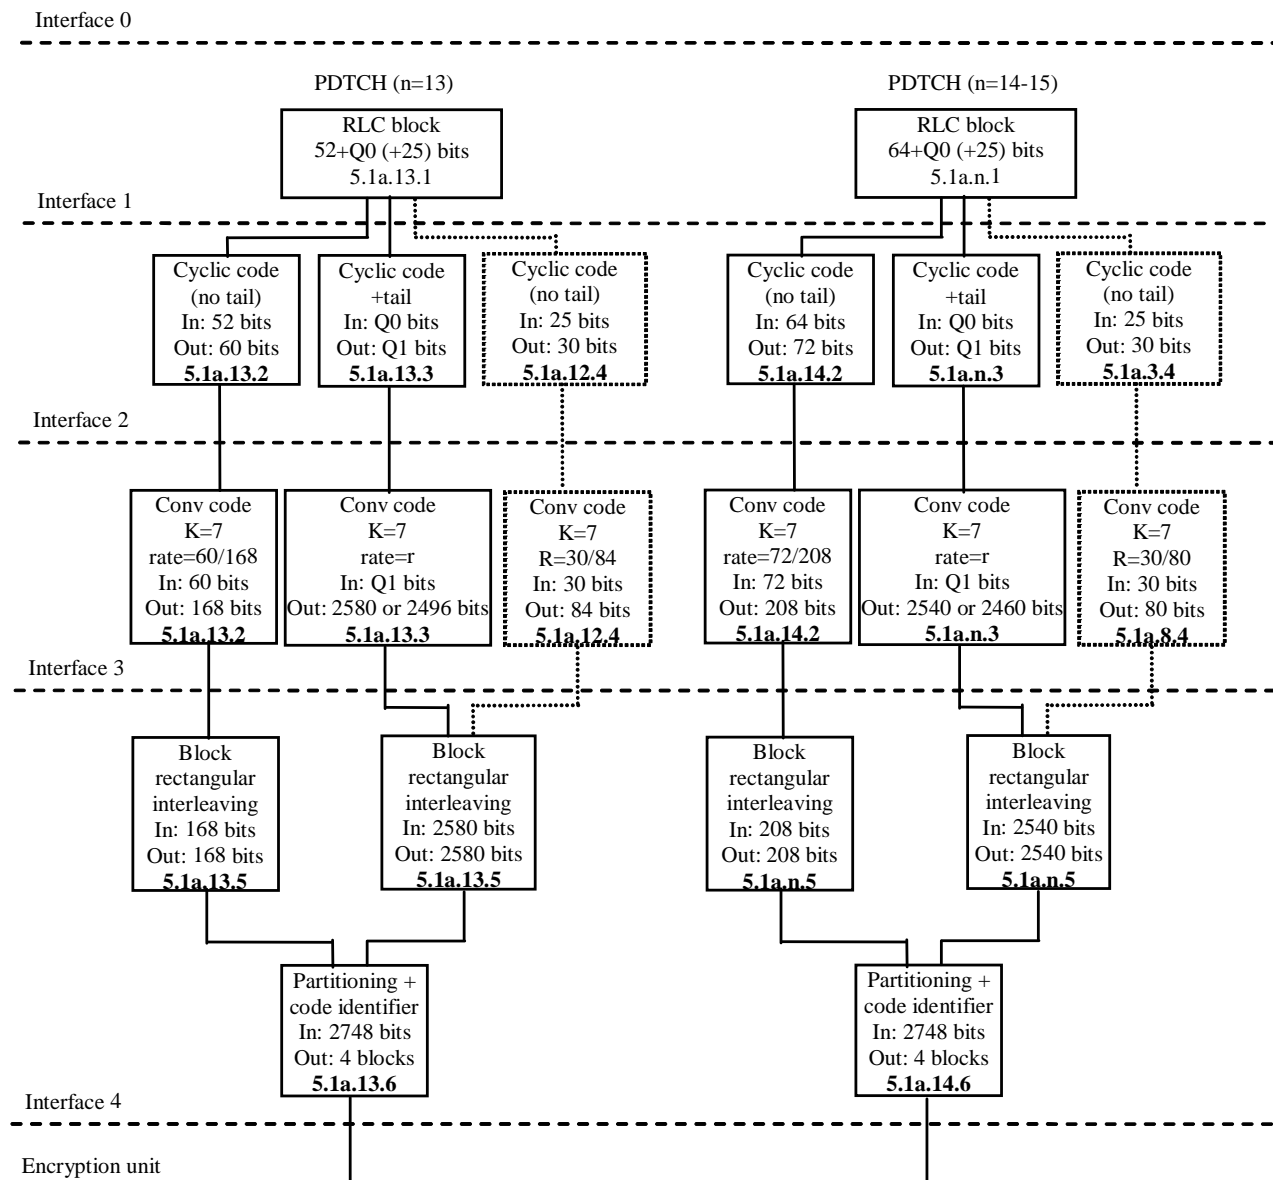 Interface 0
PDTCH (n=13)
PDTCH (n=14-15)
RLC block
52+Q0 (+25) bits
5.1a.13.1
RLC block
64+Q0 (+25) bits
5.1a.n.1
Interface 1
Cyclic code
(no tail)
In: 52 bits
Out: 60 bits
5.1a.13.2
Cyclic code
+tail
In: Q0 bits
Out: Q1 bits
5.1a.13.3
Cyclic code
(no tail)
In: 25 bits
Out: 30 bits
5.1a.12.4
Cyclic code
(no tail)
In: 64 bits
Out: 72 bits
5.1a.14.2
Cyclic code
+tail
In: Q0 bits
Out: Q1 bits
5.1a.n.3
Cyclic code
(no tail)
In: 25 bits
Out: 30 bits
5.1a.3.4
Interface 2
Conv code
K=7
rate=60/168
In: 60 bits
Out: 168 bits
5.1a.13.2
Conv code
K=7
rate=r
In: Q1 bits
Out: 2580 or 2496 bits
5.1a.13.3
Conv code
K=7
R=30/84
In: 30 bits
Out: 84 bits
5.1a.12.4
Conv code
K=7
rate=72/208
In: 72 bits
Out: 208 bits
5.1a.14.2
Conv code
K=7
rate=r
In: Q1 bits
Out: 2540 or 2460 bits
5.1a.n.3
Conv code
K=7
R=30/80
In: 30 bits
Out: 80 bits
5.1a.8.4
Interface 3
Block
rectangular
interleaving
In: 168 bits
Out: 168 bits
5.1a.13.5
Block
rectangular
interleaving
In: 2580 bits
Out: 2580 bits
5.1a.13.5
Block
rectangular
interleaving
In: 208 bits
Out: 208 bits
5.1a.n.5
Block
rectangular
interleaving
In: 2540 bits
Out: 2540 bits
5.1a.n.5
Partitioning +
code identifier
In: 2748 bits
Out: 4 blocks
5.1a.13.6
Partitioning +
code identifier
In: 2748 bits
Out: 4 blocks
5.1a.14.6
Interface 4
Encryption unit